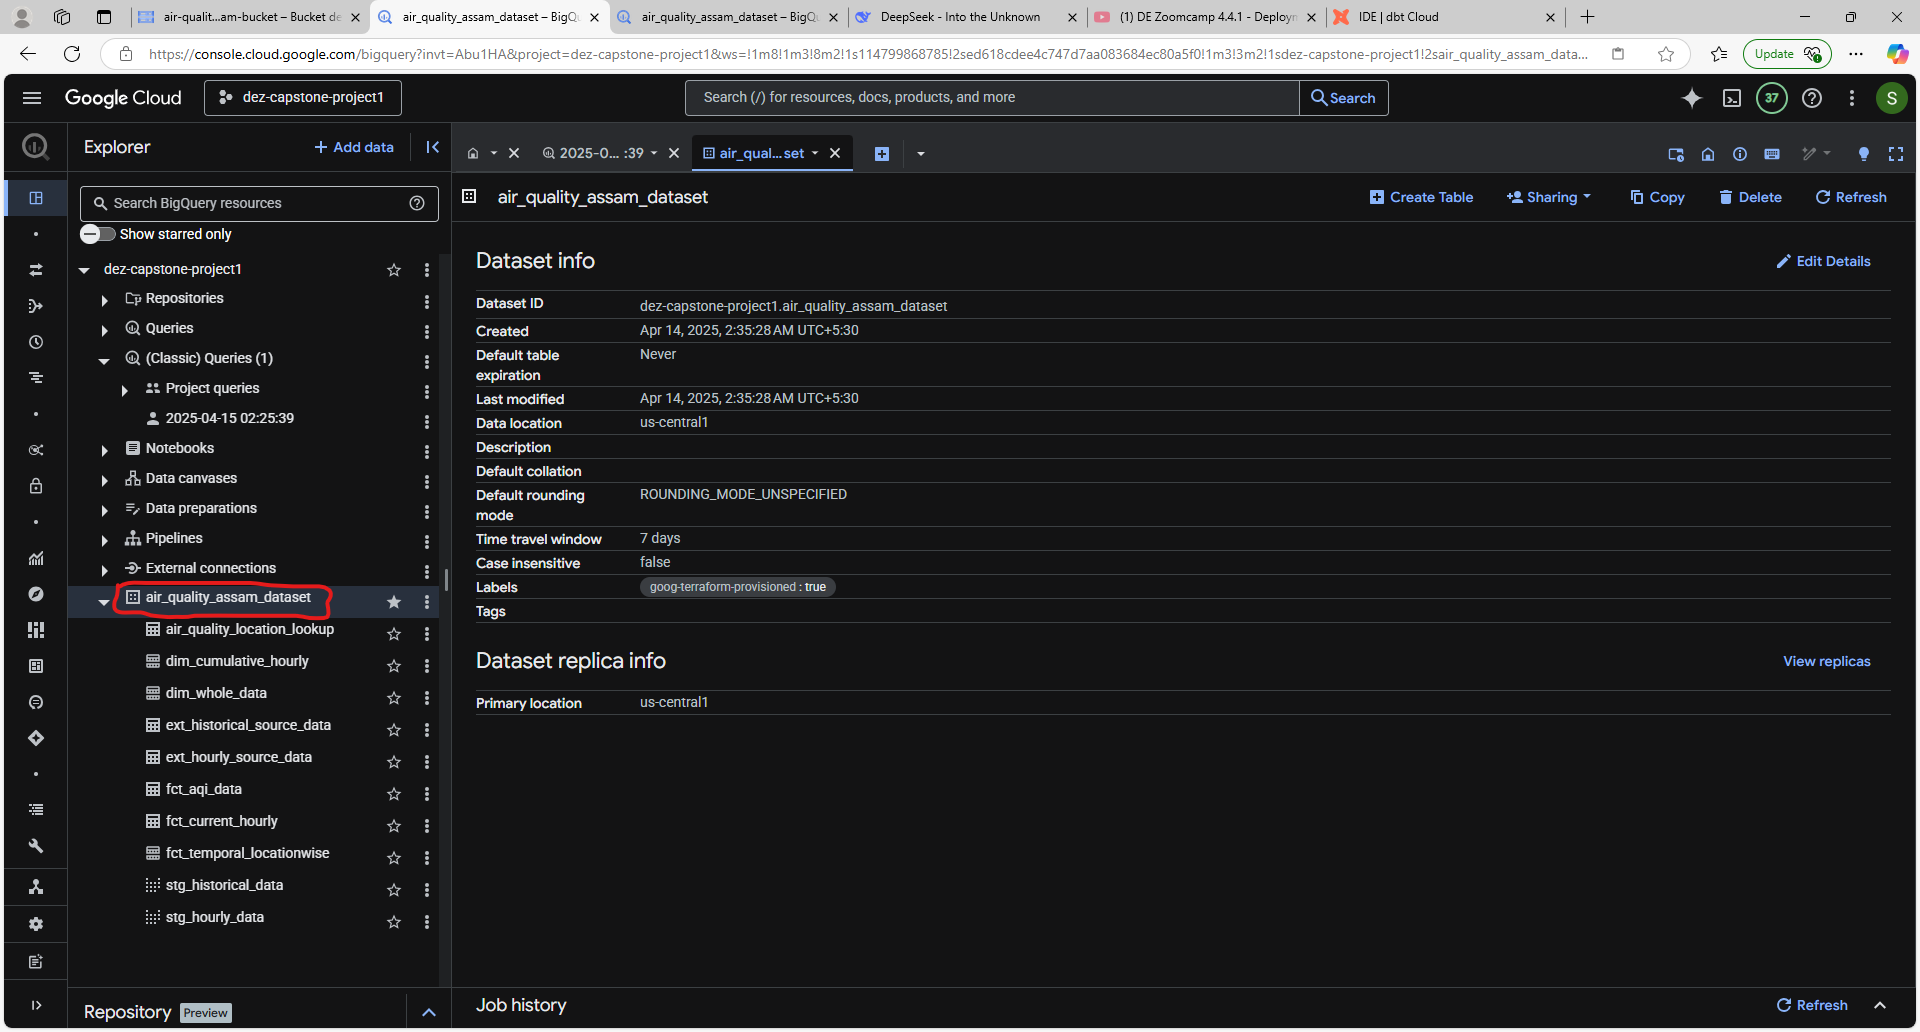 air-qualit...am-bucket – Bucket de
air_quality_assam_dataset – BigQu
air_quality_assam_dataset – BigQu
DeepSeek - Into the Unknown
(1) DE Zoomcamp 4.4.1 - Deploym
IDE | dbt Cloud
https://console.cloud.google.com/bigquery?invt=Abu1HA&project=dez-capstone-project1&ws=!1m8!1m3!8m2!1s114799868785!2sed618cdee4c747d7aa083684ec80a5f0!1m3!3m2!1sdez-capstone-project1!2sair_quality_assam_da...
Update
Google Cloud
dez-capstone-project1
Search (/) for resources, docs, products, and more
Search
37
S
Explorer
Add data
2025-0... :39
air_qual...set
Search BigQuery resources
Show starred only
air_quality_assam_dataset
Create Table
Sharing
Copy
Delete
Refresh
dez-capstone-project1
Repositories
Queries
(Classic) Queries (1)
Project queries
2025-04-15 02:25:39
Notebooks
Data canvases
Data preparations
Pipelines
External connections
air_quality_assam_dataset
air_quality_location_lookup
dim_cumulative_hourly
dim_whole_data
ext_historical_source_data
ext_hourly_source_data
fct_aqi_data
fct_current_hourly
fct_temporal_locationwise
stg_historical_data
stg_hourly_data
Repository Preview
Dataset info
Edit Details
Dataset ID dez-capstone-project1.air_quality_assam_dataset
Created Apr 14, 2025, 2:35:28 AM UTC+5:30
Default table expiration Never
Last modified Apr 14, 2025, 2:35:28 AM UTC+5:30
Data location us-central1
Description
Default collation
Default rounding mode ROUNDING_MODE_UNSPECIFIED
Time travel window 7 days
Case insensitive false
Labels goog-terraform-provisioned : true
Tags
Dataset replica info
View replicas
Primary location us-central1
Job history
Refresh